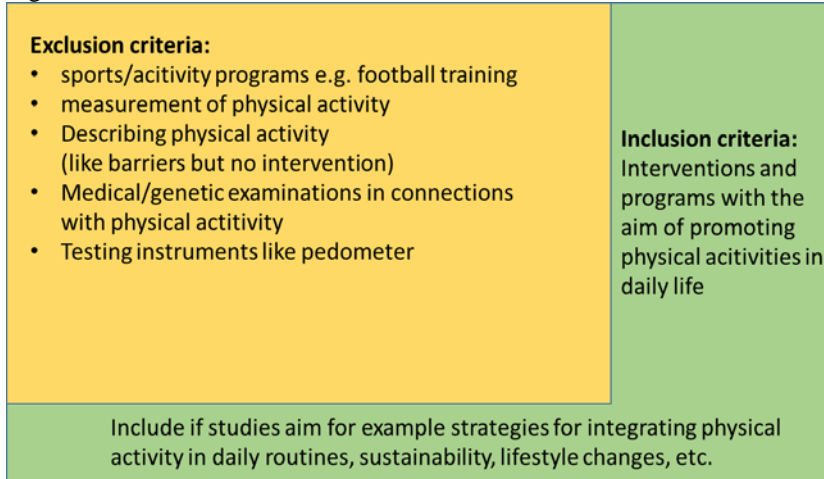 Exclusion criteria:
• sports/acitivity programs e.g. football training
• measurement of physical activity
• Describing physical activity
(like barriers but no intervention)
• Medical/genetic examinations in connections
with physical actitivity
• Testing instruments like pedometer
Inclusion criteria:
Interventions and
programs with the
aim of promoting
physical acitivities in
daily life
Include if studies aim for example strategies for integrating physical
activity in daily routines, sustainability, lifestyle changes, etc.